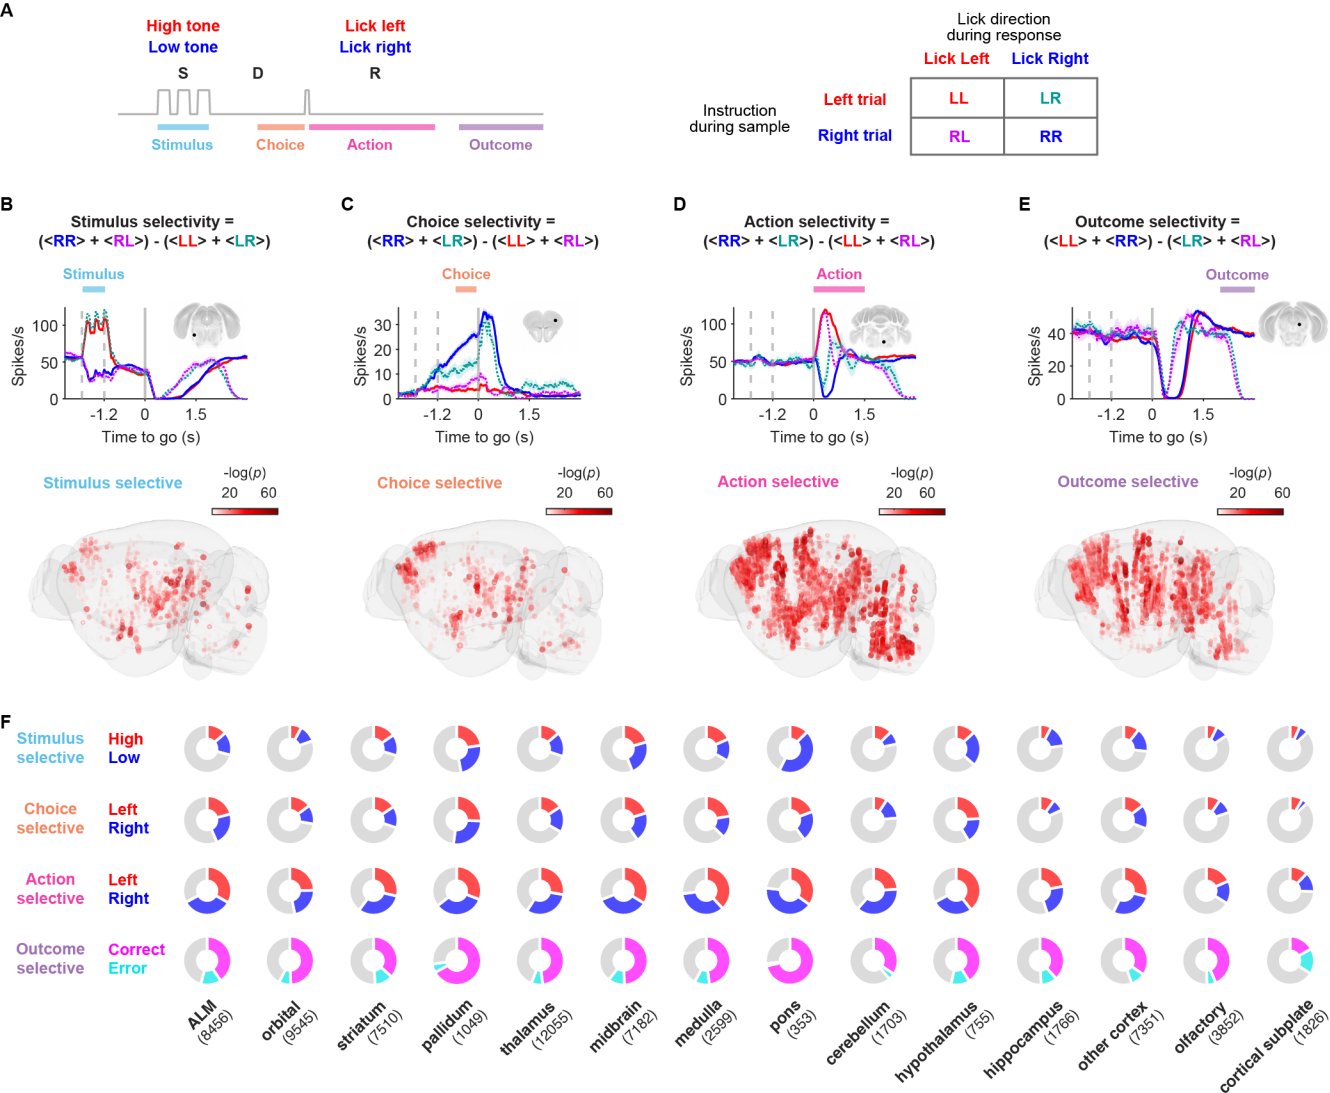 A
High tone
Low tone
Lick left
Lick right
S
D
R
Stimulus
Choice
Action
Outcome
Lick direction
during response
Lick Left
Lick Right
Instruction
during sample
Left trial
LL
LR
Right trial
RL
RR
B
Stimulus selectivity =
(<RR> + <RL>) - (<LL> + <LR>)
Stimulus
Spikes/s
100
50
0
-1.2
0
1.5
Time to go (s)
C
Choice selectivity =
(<RR> + <LR>) - (<LL> + <RL>)
Choice
Spikes/s
30
20
10
0
-1.2
0
1.5
Time to go (s)
D
Action selectivity =
(<RR> + <LR>) - (<LL> + <RL>)
Action
Spikes/s
100
50
0
-1.2
0
1.5
Time to go (s)
E
Outcome selectivity =
(<LL> + <RR>) - (<LR> + <RL>)
Outcome
Spikes/s
40
20
0
-1.2
0
1.5
Time to go (s)
Stimulus selective
-log(p)
20
60
Choice selective
-log(p)
20
60
Action selective
-log(p)
20
60
Outcome selective
-log(p)
20
60
F
Stimulus
selective
High
Low
Choice
selective
Left
Right
Action
selective
Left
Right
Outcome
selective
Correct
Error
ALM
(8456)
orbital
(9545)
striatum
(7510)
pallidum
(1049)
thalamus
(12055)
midbrain
(7182)
medulla
(2599)
pons
(353)
cerebellum
(1703)
hypothalamus
(755)
hippocampus
(1766)
other cortex
(7351)
olfactory
(3852)
cortical subplate
(1826)